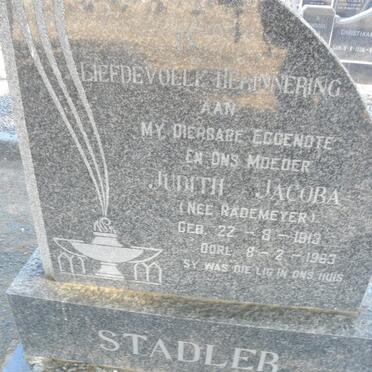 LIEFDEVOLLE HERINNERING
AAN
MY DIERBARE EGGENOTE
EN ONS MOEDER
JUDITH JACOBA
(NEE RADEMEYER)
GEB. 22 - 8 - 1913
OORL. 8 - 2 - 1963
SY WAS DIE LIG IN ONS HUIS
STADLER